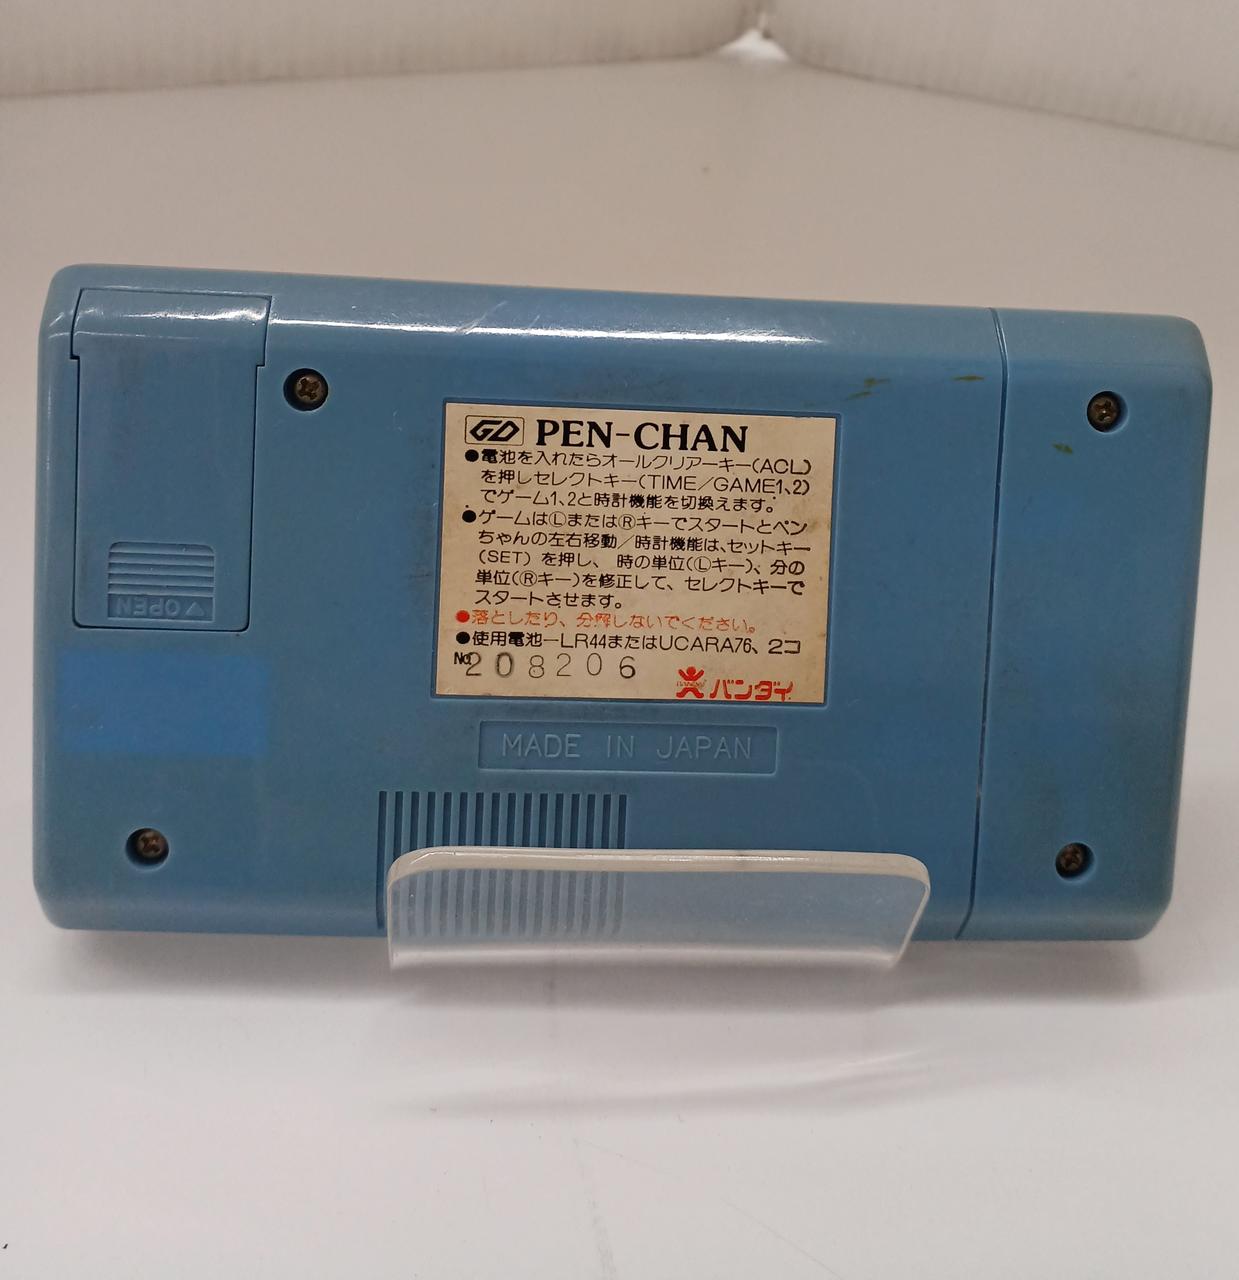 GD PEN-CHAN
●電池を入れたらオールクリアーキー(ACL)
を押しセレクトキー(TIME/GAME1、2)
でゲーム1、2と時計機能を切換えます。
●ゲームはⓁまたはⓇキーでスタートとペン
ちゃんの左右移動/時計機能は、セットキー
(SET) を押し、時の単位(Ⓛキー)、分の
単位(Ⓡキー)を修正して、セレクトキーで
スタートさせます。
●落としたり、分解しないでください。
●使用電池ーLR44またはUCARA76、2コ
№208206
バンダイ
MADE IN JAPAN
OPEN